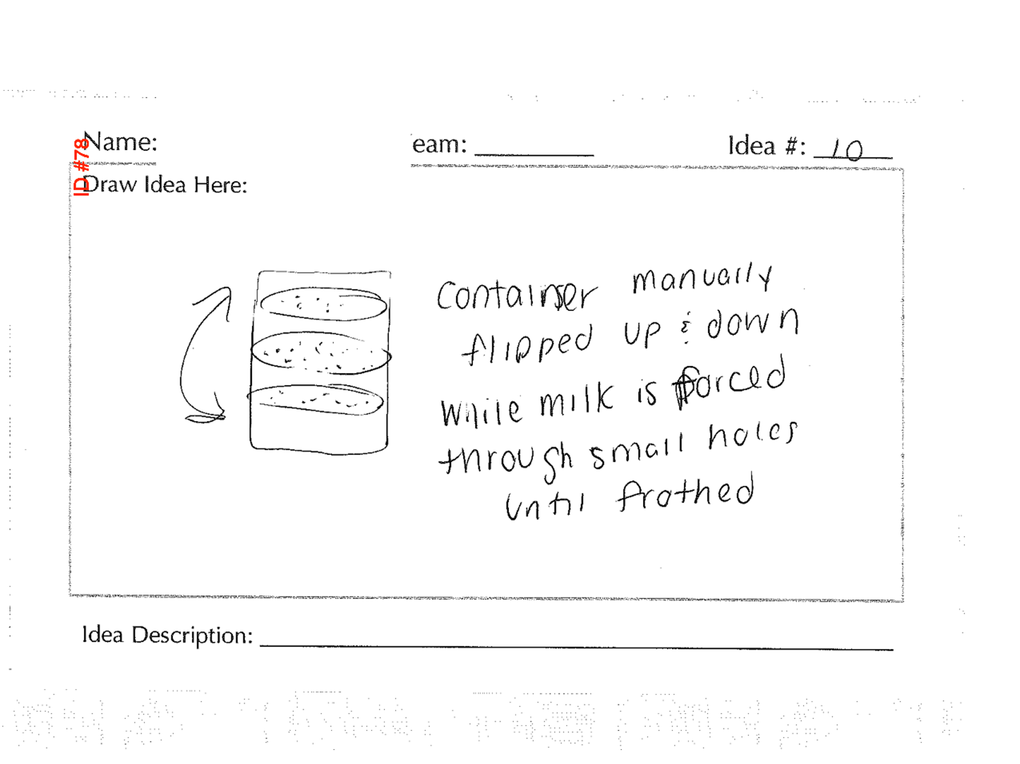 ID #78
Name:
eam:
Idea #: 10
Draw Idea Here:
Container manually
flipped up & down
while milk is forced
through small holes
until frothed
Idea Description: